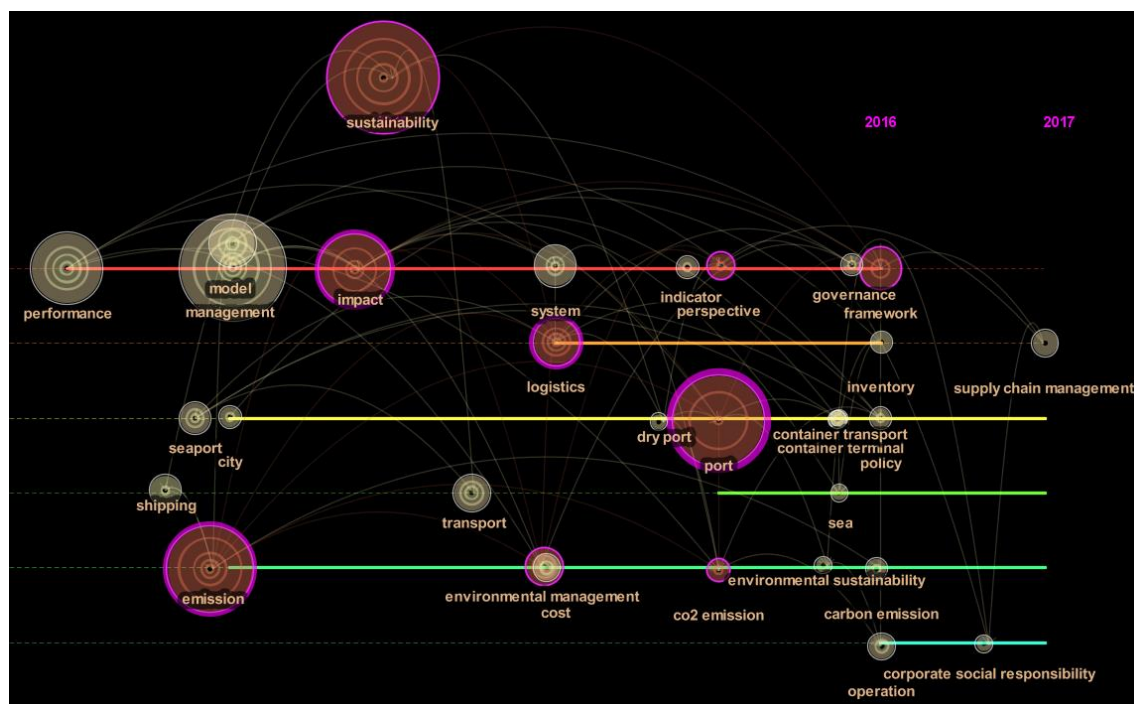 sustainability
2016
2017
performance
model
management
impact
system
indicator
perspective
governance
framework
logistics
inventory
supply chain management
seaport
city
dry port
port
container transport
container terminal
policy
shipping
transport
sea
emission
environmental management
cost
co2 emission
environmental sustainability
carbon emission
corporate social responsibility
operation